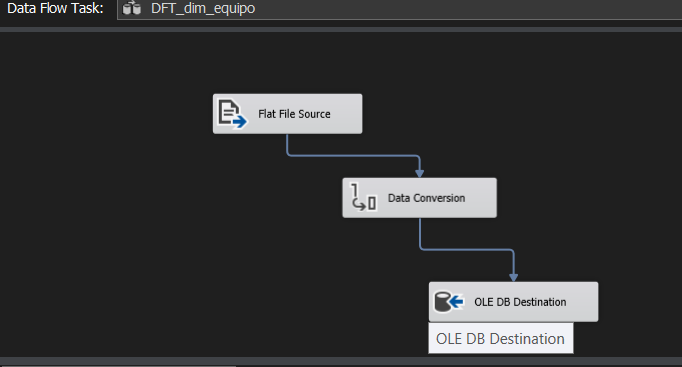 Data Flow Task: DFT_dim_equipo
Flat File Source
Data Conversion
OLE DB Destination
OLE DB Destination